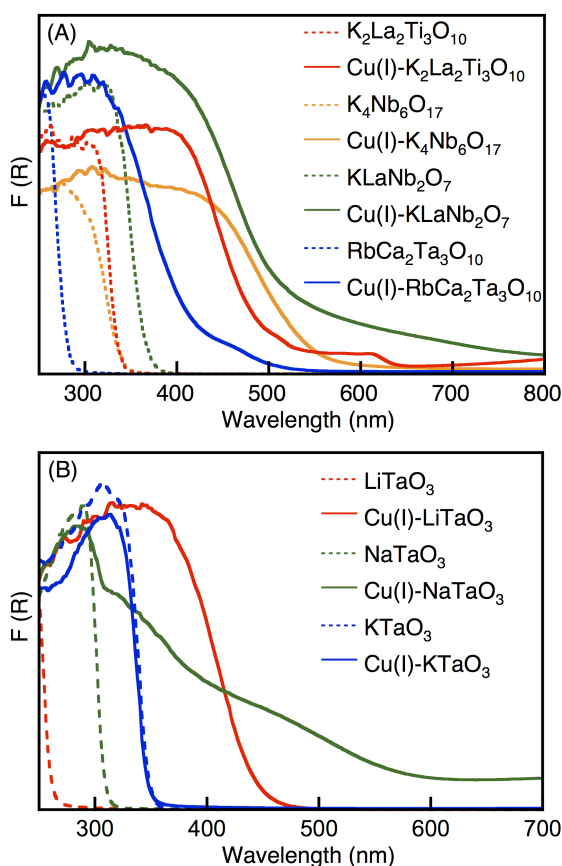 (A)
K₂La₂Ti₃O₁₀
Cu(I)-K₂La₂Ti₃O₁₀
K₄Nb₆O₁₇
Cu(I)-K₄Nb₆O₁₇
KLaNb₂O₇
Cu(I)-KLaNb₂O₇
RbCa₂Ta₃O₁₀
Cu(I)-RbCa₂Ta₃O₁₀
F (R)
300 400 500 600 700 800
Wavelength (nm)
(B)
LiTaO₃
Cu(I)-LiTaO₃
NaTaO₃
Cu(I)-NaTaO₃
KTaO₃
Cu(I)-KTaO₃
F (R)
300 400 500 600 700
Wavelength (nm)